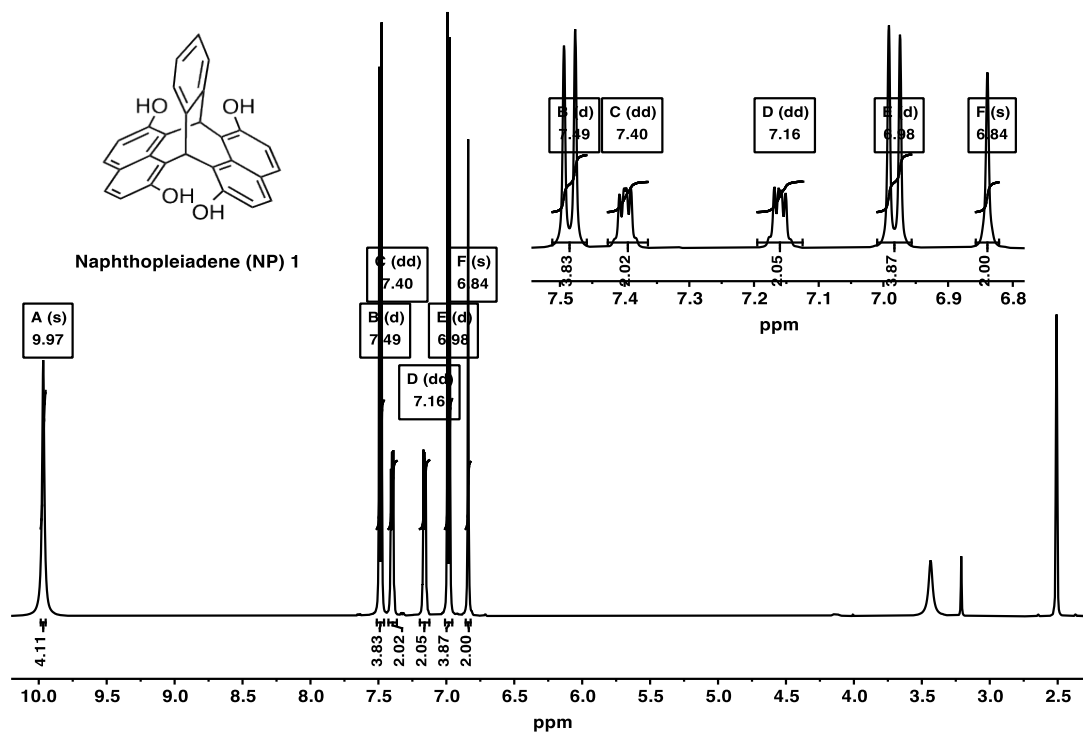 HO
OH
OH
OH
Naphthopleiadene (NP) 1
B (d)
7.49
C (dd)
7.40
D (dd)
7.16
E (d)
6.98
F (s)
6.84
3.83
2.02
2.05
3.87
2.00
7.5
7.4
7.3
7.2
7.1
7.0
6.9
6.8
ppm
C (dd)
7.40
F (s)
6.84
A (s)
9.97
B (d)
7.49
E (d)
6.98
D (dd)
7.16
4.11
3.83
2.02
2.05
3.87
2.00
10.0
9.5
9.0
8.5
8.0
7.5
7.0
6.5
6.0
5.5
5.0
4.5
4.0
3.5
3.0
2.5
ppm